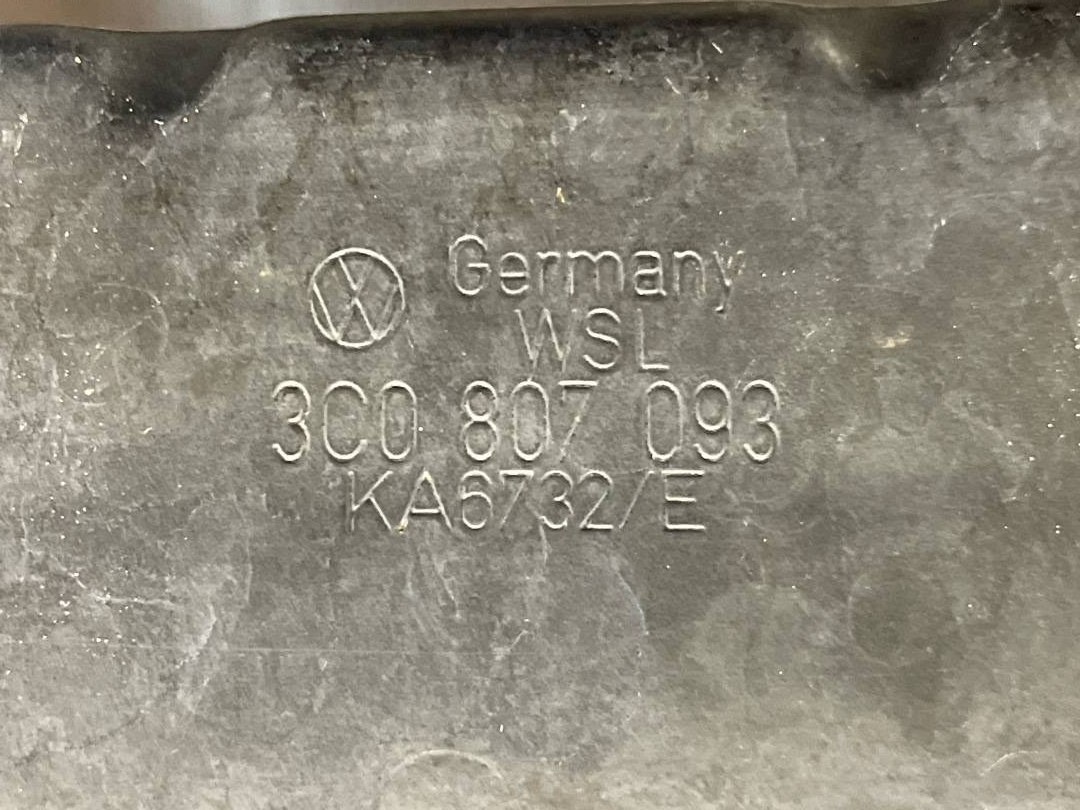 Germany
WSL
3C0 807 093
KA6732/E